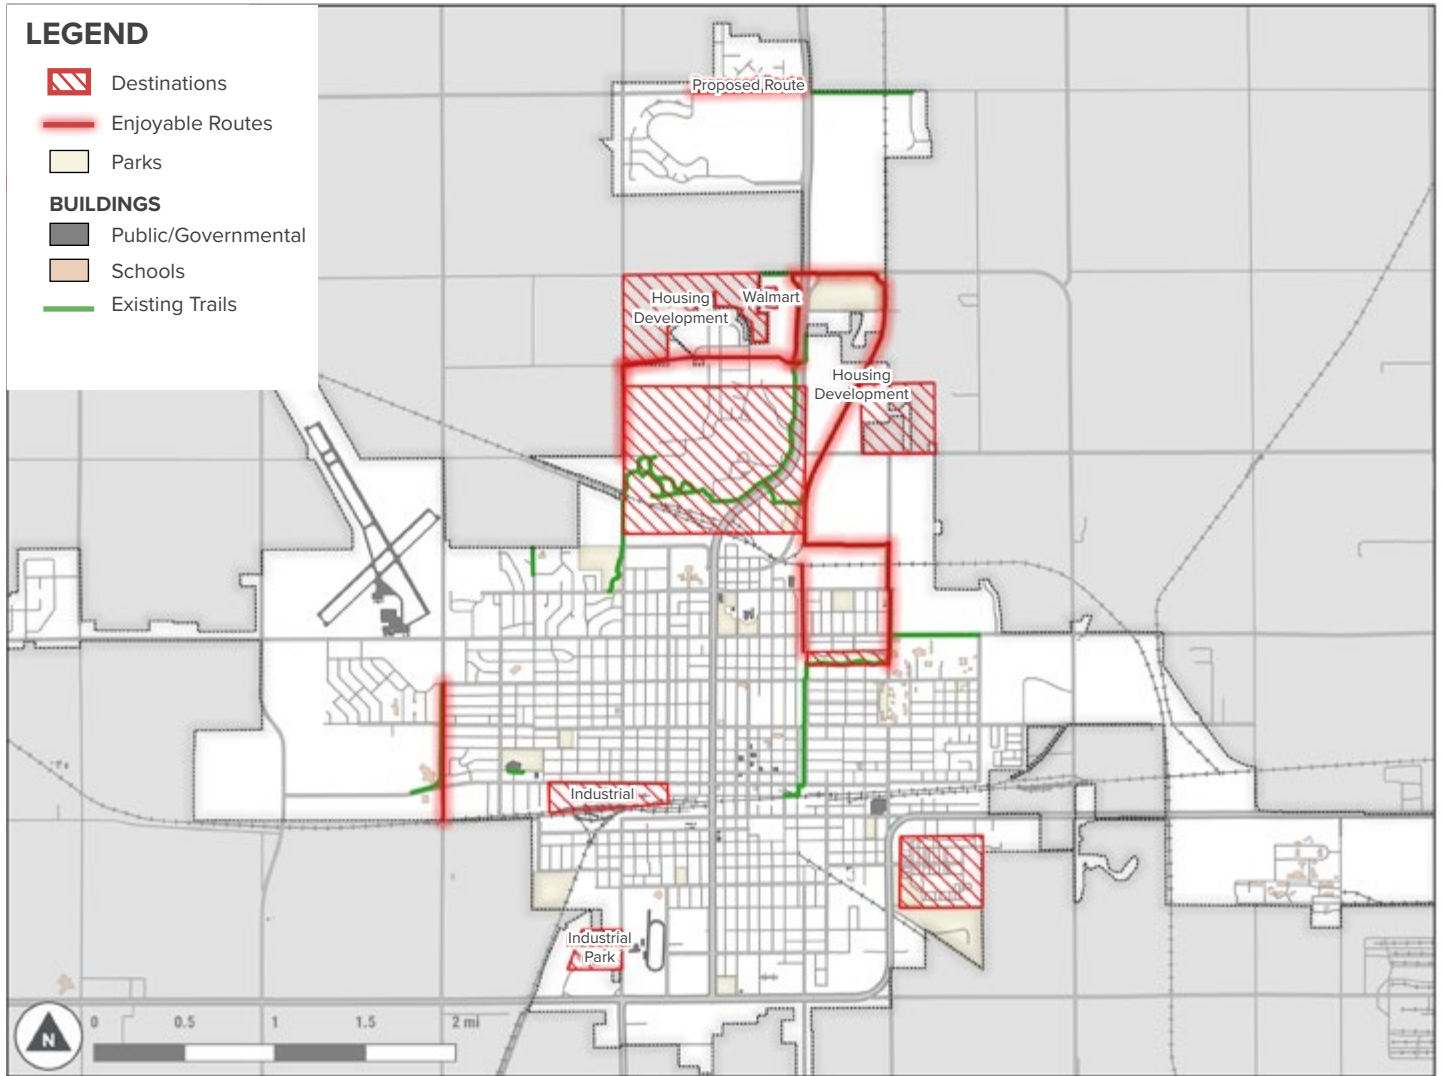 LEGEND
Destinations
Enjoyable Routes
Parks
BUILDINGS
Public/Governmental
Schools
Existing Trails
Proposed Route
Housing
Development
Walmart
Housing
Development
Industrial
Industrial
Park
N
0 0.5 1 1.5 2 mi